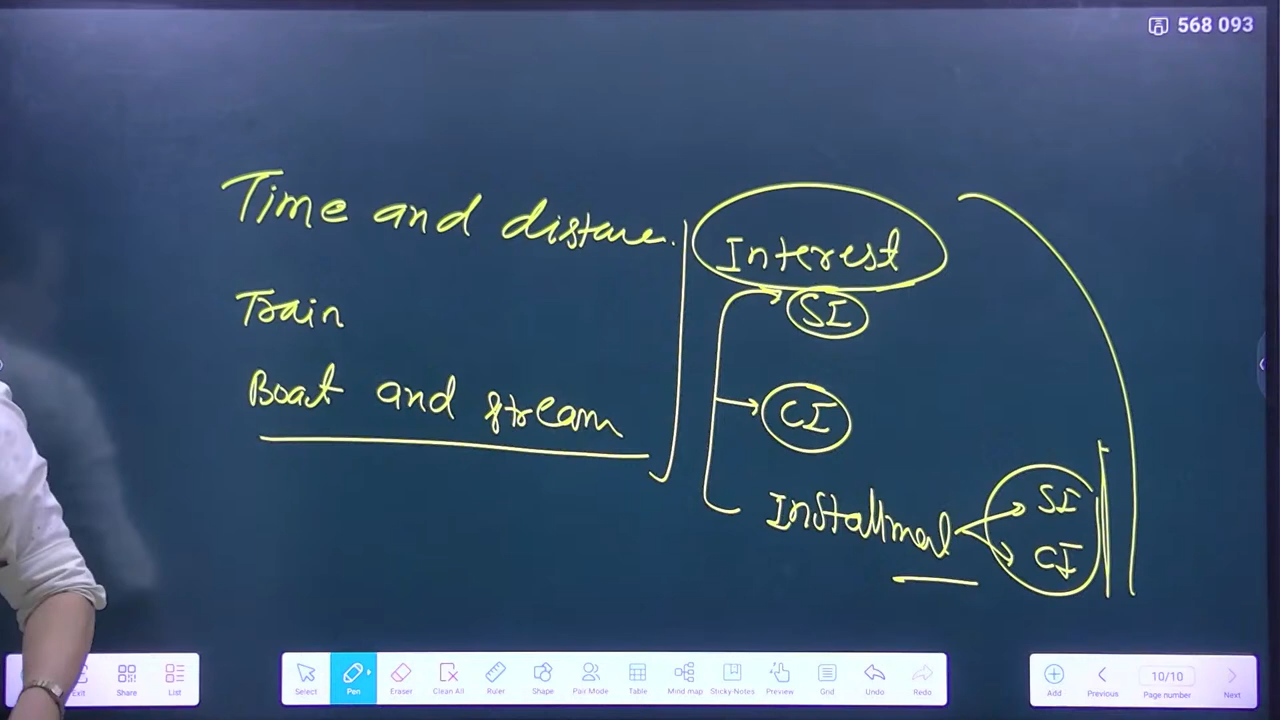 568 093
Time and distance.
Train
Boat and stream
Interest
SI
CI
Installment
SI
CI
Exit
Share
List
Select
Pen
Eraser
Clean All
Ruler
Shape
Pair Mode
Table
Mind map
Sticky-Notes
Preview
Grid
Undo
Redo
Add
Previous
10/10
Page number
Next